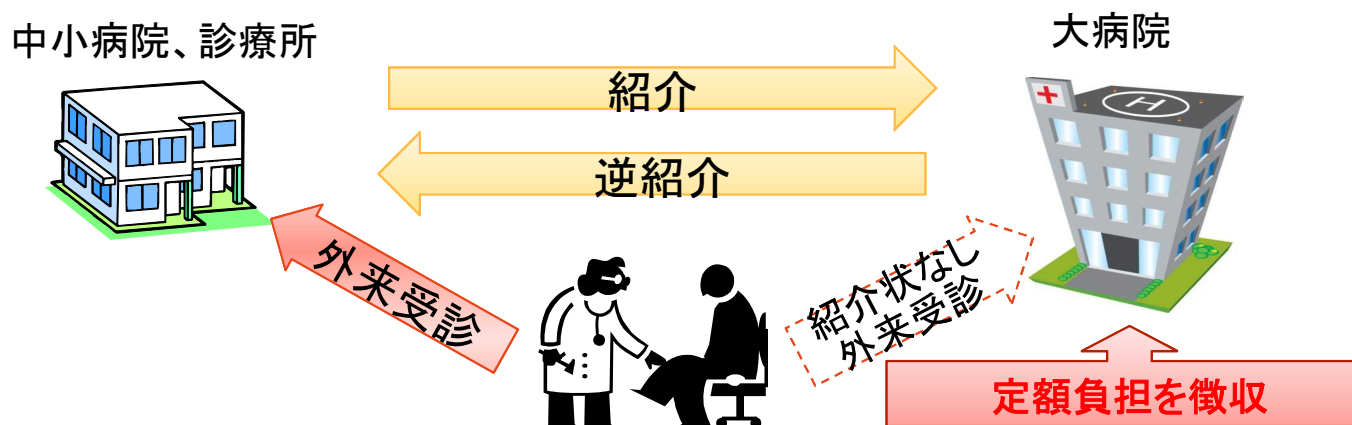 中小病院、診療所
大病院
紹介
逆紹介
外来受診
紹介状なし
外来受診
定額負担を徴収
H